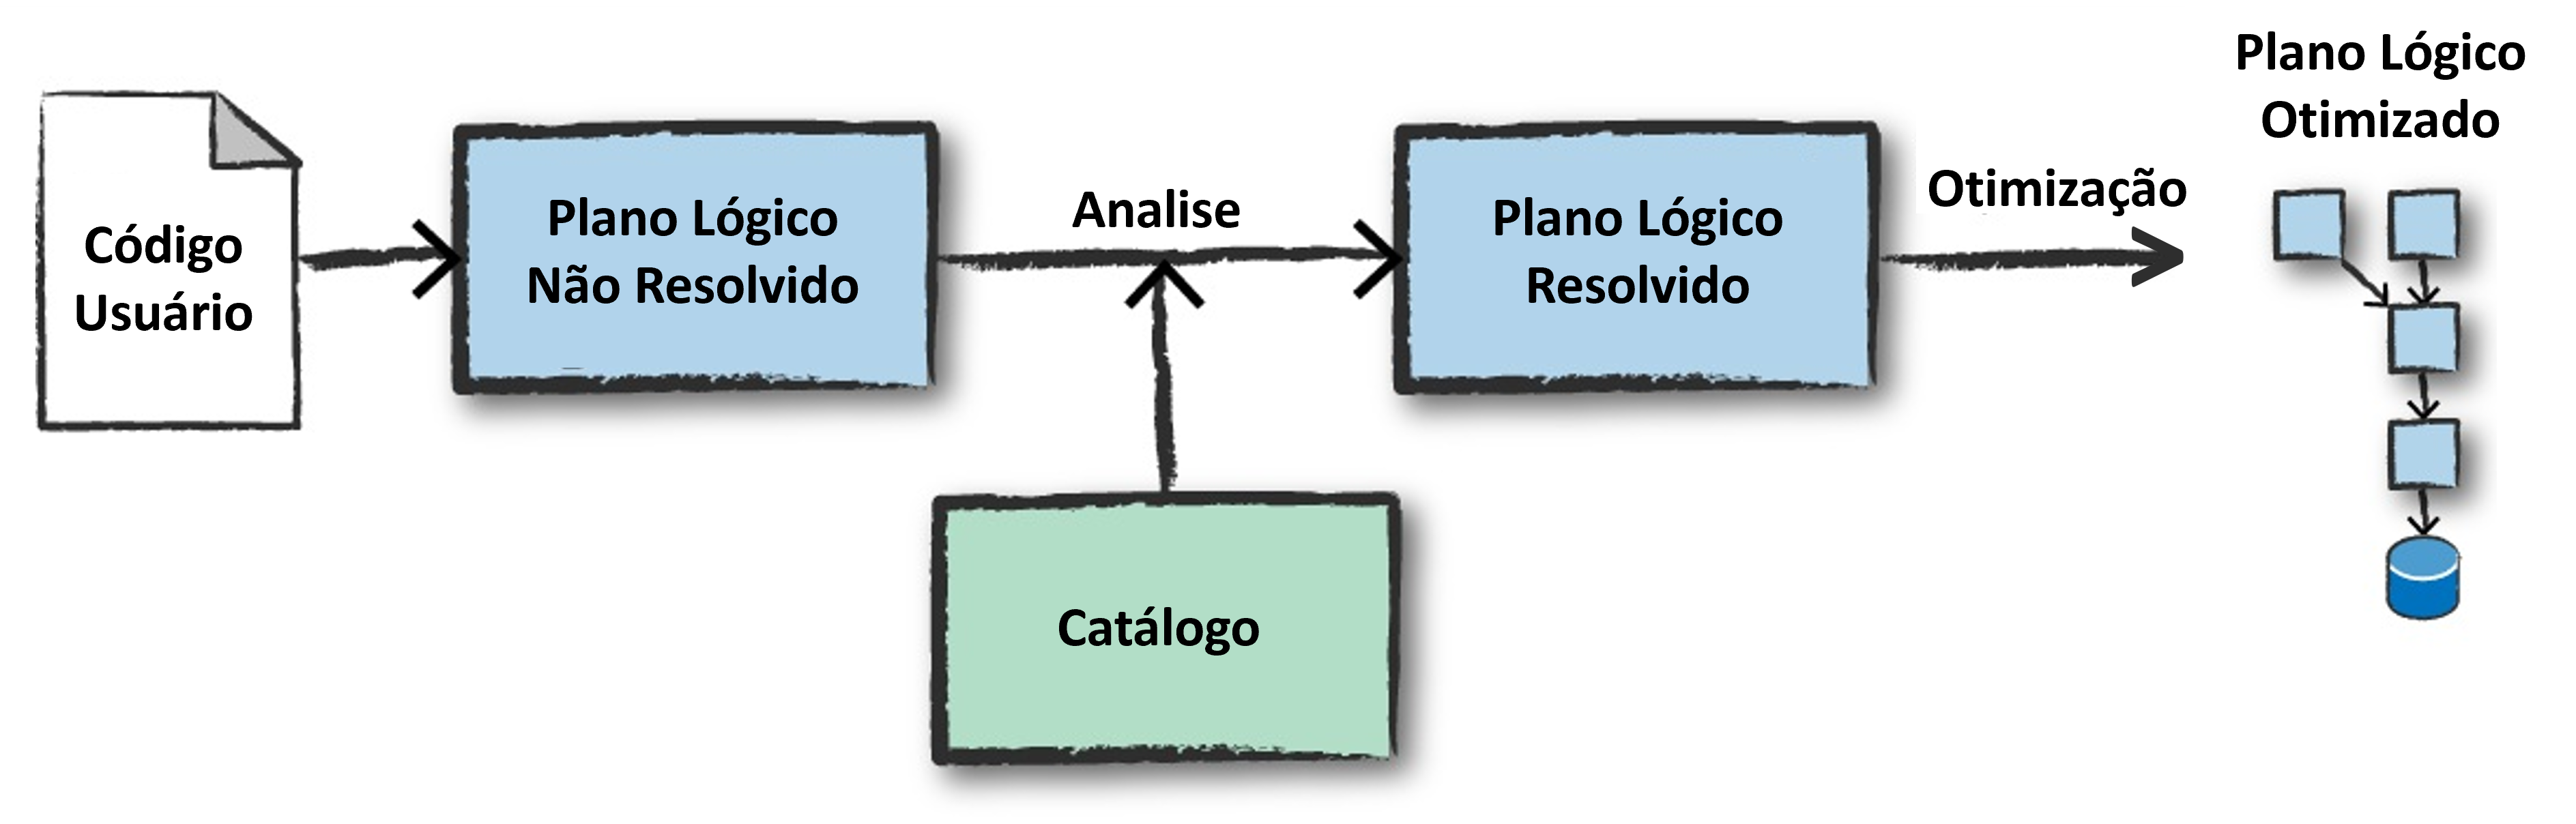 Código
Usuário
Plano Lógico
Não Resolvido
Analise
Catálogo
Plano Lógico
Resolvido
Otimização
Plano Lógico
Otimizado